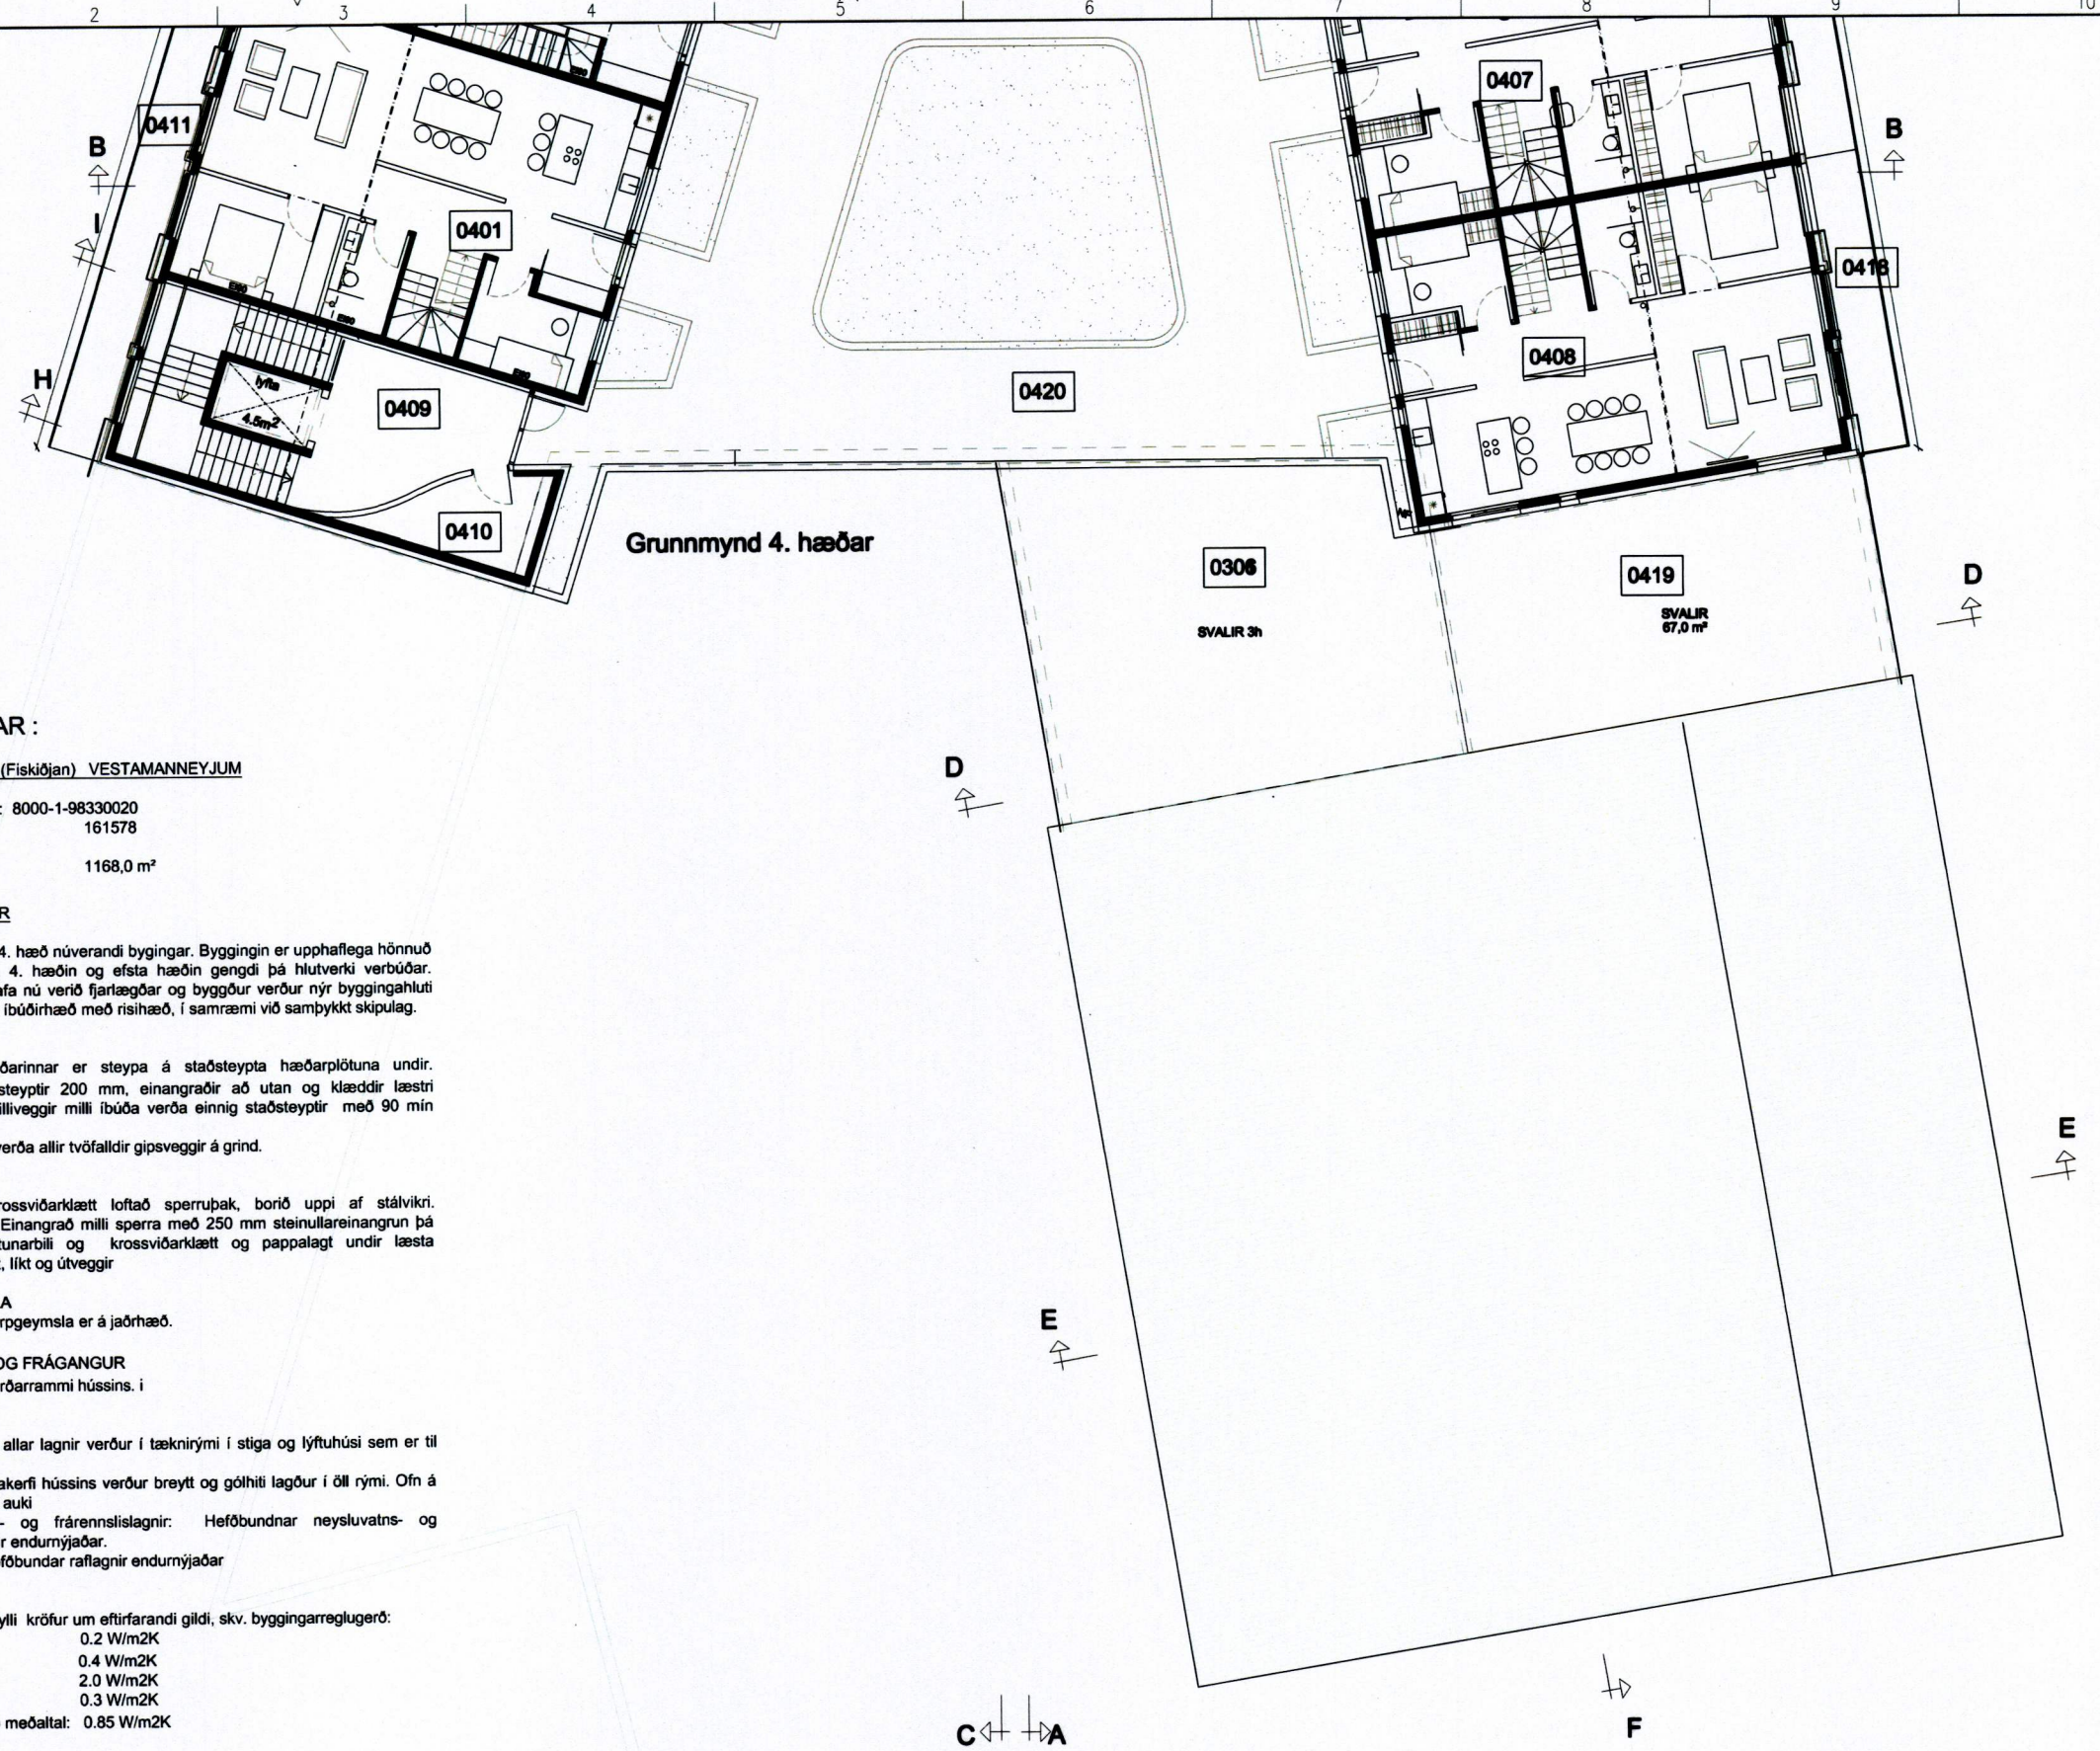 2 3 4 5 6 7 8 9 10
0411
0401
0407
B
B
I
0418
H
lyfta
4.5m²
0409
0420
0408
0410
Grunnmynd 4. hæðar
0306
0419
SVALIR 3h
SVALIR
67,0 m²
D
D
AR :
(Fiskiðjan) VESTAMANNEYJUM
: 8000-1-98330020
161578
1168,0 m²
R
4. hæð núverandi bygingar. Byggingin er upphaflega hönnuð
4. hæðin og efsta hæðin gengdi þá hlutverki verbúðar.
afa nú verið fjarlægðar og byggður verður nýr byggingahluti
íbúðirhæð með risihæð, í samræmi við samþykkt skipulag.
ðarinnar er steypa á staðsteypta hæðarplötuna undir.
steyptir 200 mm, einangraðir að utan og klæddir læstri
illiveggir milli íbúða verða einnig staðsteyptir með 90 mín
verða allir tvöfalldir gipsveggir á grind.
rossviðarklætt loftað sperruþak, borið uppi af stálvikri.
Einangrað milli sperra með 250 mm steinullareinangrun þá
tunarbili og krossviðarklætt og pappalagt undir læsta
, líkt og útveggir
A
rpgeymsla er á jaðrhæð.
OG FRÁGANGUR
rðarrammi hússins. i
allar lagnir verður í tæknirými í stiga og lýftuhúsi sem er til
akerfi hússins verður breytt og gólhiti lagður í öll rými. Ofn á
auki
- og frárennslislagnir: Hefðbundnar neysluvatns- og
r endurnýjaðar.
fðbundar raflagnir endurnýjaðar
ylli kröfur um eftirfarandi gildi, skv. byggingarreglugerð:
0.2 W/m2K
0.4 W/m2K
2.0 W/m2K
0.3 W/m2K
meðaltal: 0.85 W/m2K
E
E
C A
F